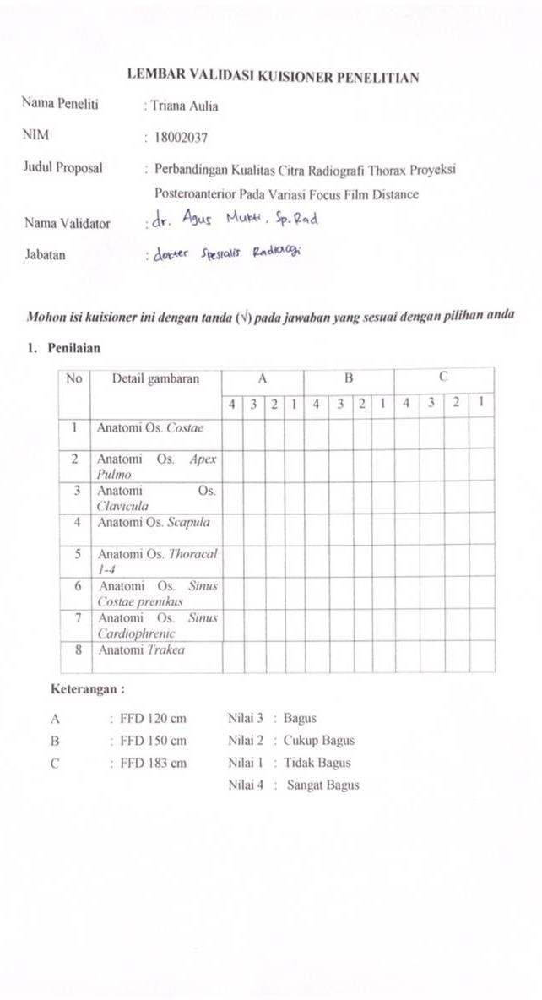 LEMBAR VALIDASI KUISIONER PENELITIAN
Nama Peneliti : Triana Aulia
NIM : 18002037
Judul Proposal : Perbandingan Kualitas Citra Radiografi Thorax Proyeksi
Posteroanterior Pada Variasi Focus Film Distance
Nama Validator : dr. Agus Mukti, Sp.Rad
Jabatan : dokter Spesialis Radiologi
Mohon isi kuisioner ini dengan tanda (√) pada jawaban yang sesuai dengan pilihan anda
1. Penilaian
No Detail gambaran A B C
4 3 2 1 4 3 2 1 4 3 2 1
1 Anatomi Os. Costae
2 Anatomi Os. Apex
Pulmo
3 Anatomi Os.
Clavicula
4 Anatomi Os. Scapula
5 Anatomi Os. Thoracal
1-4
6 Anatomi Os. Sinus
Costae prenikus
7 Anatomi Os. Sinus
Cardiophrenic
8 Anatomi Trakea
Keterangan :
A : FFD 120 cm Nilai 3 : Bagus
B : FFD 150 cm Nilai 2 : Cukup Bagus
C : FFD 183 cm Nilai 1 : Tidak Bagus
Nilai 4 : Sangat Bagus